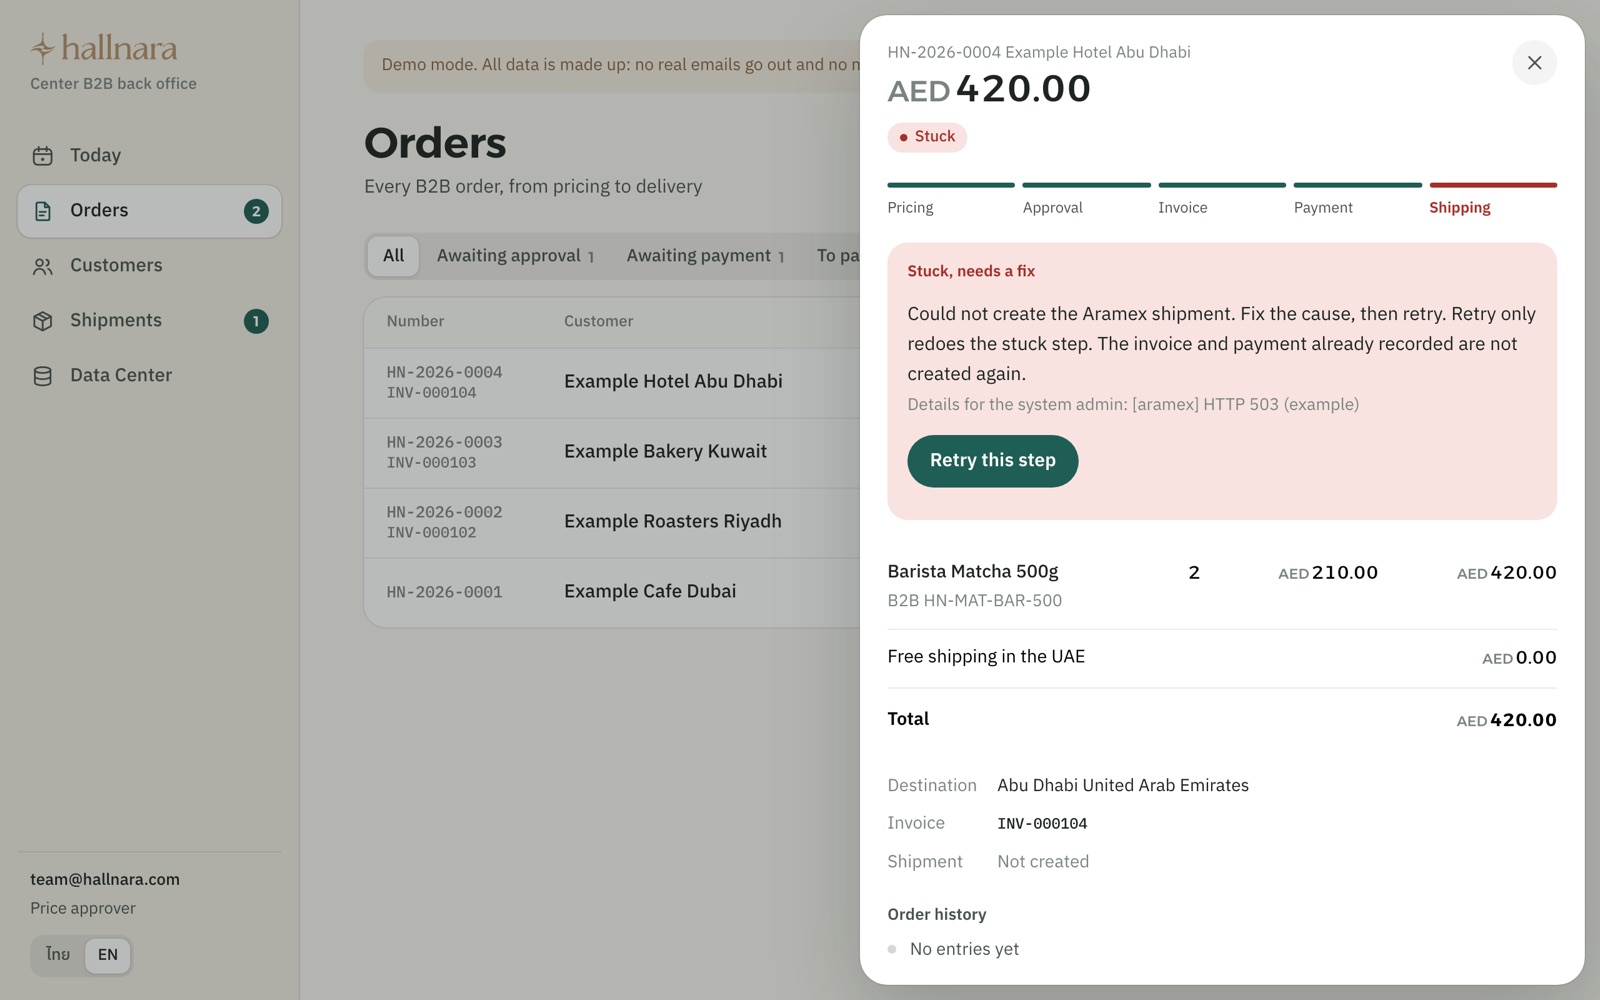 hallnara
Center B2B back office
Today
Orders 2
Customers
Shipments 1
Data Center
team@hallnara.com
Price approver
ไทย EN
Demo mode. All data is made up: no real emails go out and no
Orders
Every B2B order, from pricing to delivery
All Awaiting approval 1 Awaiting payment 1 To pa
Number Customer
HN-2026-0004
INV-000104
Example Hotel Abu Dhabi
HN-2026-0003
INV-000103
Example Bakery Kuwait
HN-2026-0002
INV-000102
Example Roasters Riyadh
HN-2026-0001 Example Cafe Dubai
HN-2026-0004 Example Hotel Abu Dhabi
AED 420.00
Stuck
Pricing Approval Invoice Payment Shipping
Stuck, needs a fix
Could not create the Aramex shipment. Fix the cause, then retry. Retry only
redoes the stuck step. The invoice and payment already recorded are not
created again.
Details for the system admin: [aramex] HTTP 503 (example)
Retry this step
Barista Matcha 500g 2 AED 210.00 AED 420.00
B2B HN-MAT-BAR-500
Free shipping in the UAE AED 0.00
Total AED 420.00
Destination Abu Dhabi United Arab Emirates
Invoice INV-000104
Shipment Not created
Order history
No entries yet